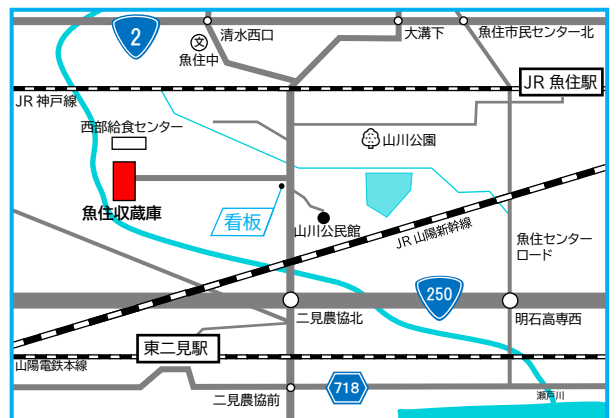 2
清水西口
大溝下
魚住市民センター北
文
魚住中
JR 魚住駅
JR 神戸線
西部給食センター
山川公園
魚住収蔵庫
看板
山川公民館
JR 山陽新幹線
魚住センター
ロード
250
二見農協北
明石高専西
東二見駅
山陽電鉄本線
718
二見農協前
瀬戸川